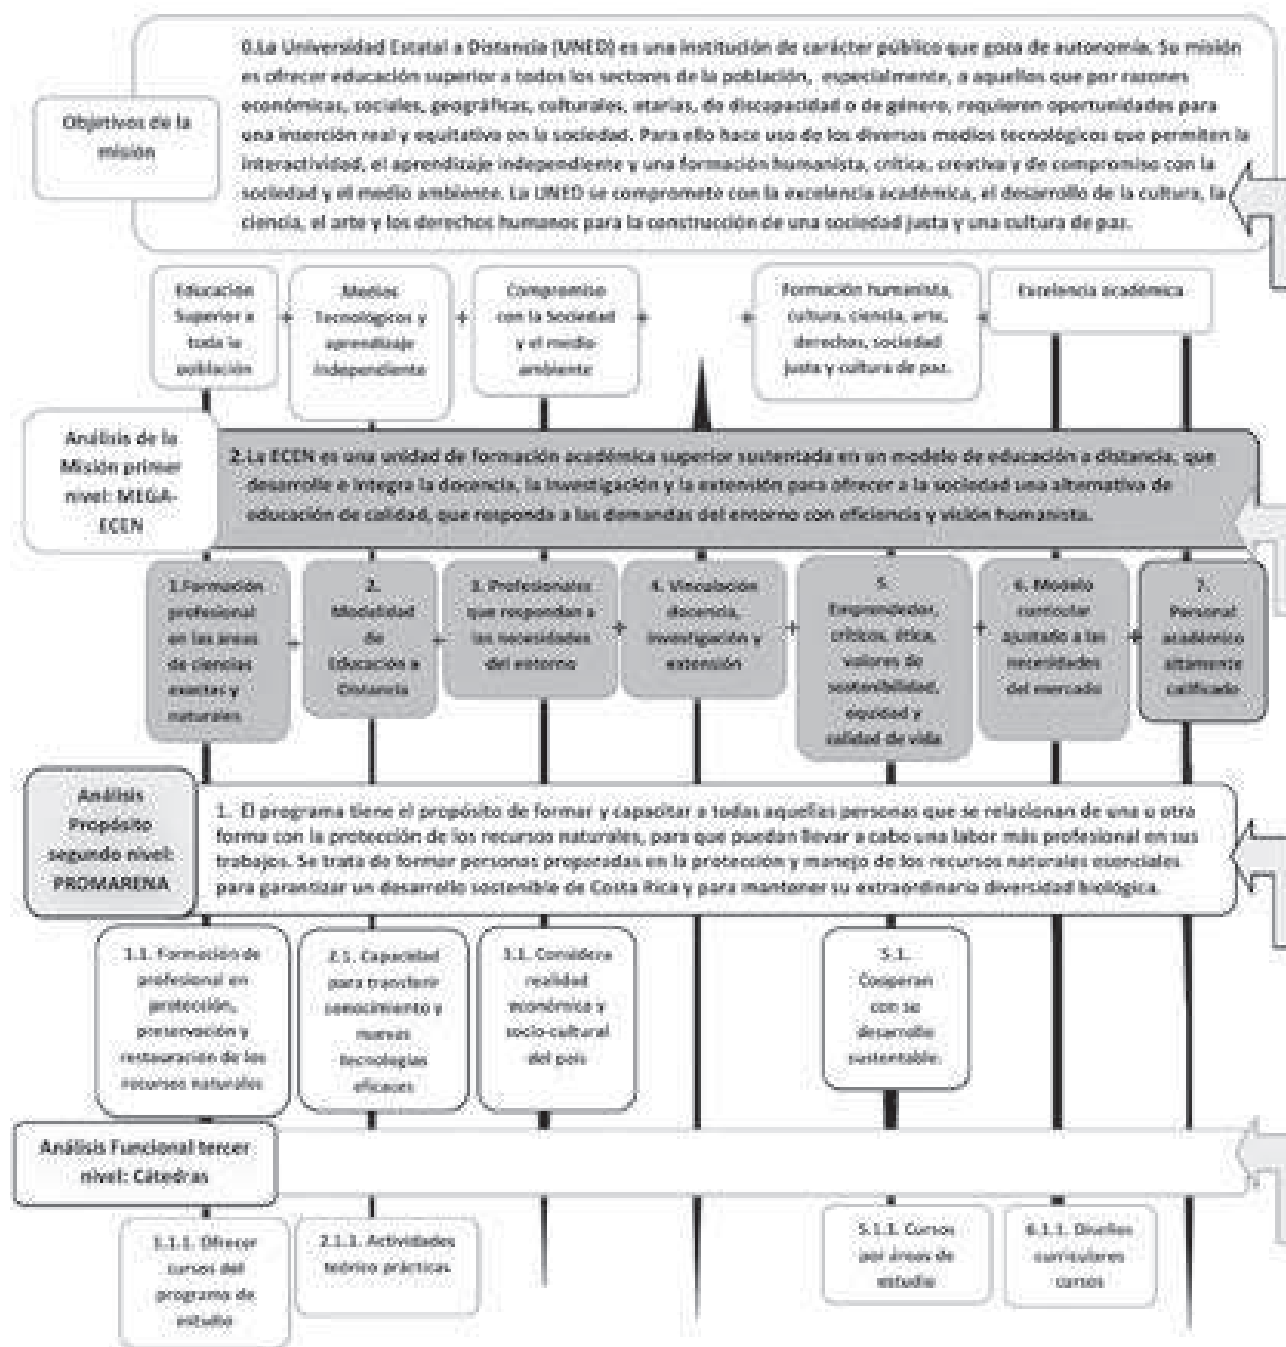 Objetivos de la
misión
0.La Universidad Estatal a Distancia (UNED) es una institución de carácter público que goza de autonomía. Su misión
es ofrecer educación superior a todos los sectores de la población, especialmente, a aquellos que por razones
económicas, sociales, geográficas, culturales, etarias, de discapacidad o de género, requieren oportunidades para
una inserción real y equitativa en la sociedad. Para ello hace uso de los diversos medios tecnológicos que permiten la
interactividad, el aprendizaje independiente y una formación humanista, crítica, creativa y de compromiso con la
sociedad y el medio ambiente. La UNED se compromete con la excelencia académica, el desarrollo de la cultura, la
ciencia, el arte y los derechos humanos para la construcción de una sociedad justa y una cultura de paz.
Educación
Superior a
toda la
población
+
Medios
Tecnológicos y
aprendizaje
independiente
+
Compromiso
con la Sociedad
y el medio
ambiente
+
+
Formación humanista,
cultura, ciencia, arte,
derechos, sociedad
justa y cultura de paz.
+
Excelencia académica
Análisis de la
Misión primer
nivel: MEGA-
ECEN
2.La ECEN es una unidad de formación académica superior sustentada en un modelo de educación a distancia, que
desarrolla e integra la docencia, la investigación y la extensión para ofrecer a la sociedad una alternativa de
educación de calidad, que responda a las demandas del entorno con eficiencia y visión humanista.
1.Formación
profesional
en las areas
de ciencias
exactas y
naturales
+
2.
Modalidad
de
Educación a
Distancia
+
3. Profesionales
que respondan a
las necesidades
del entorno
+
4. Vinculación
docencia,
investigación y
extensión
+
5.
Emprendedor,
críticos, ética,
valores de
sostenibilidad,
equidad y
calidad de vida
+
6. Modelo
curricular
ajustado a las
necesidades
del mercado
+
7.
Personal
académico
altamente
calificado
Análisis
Propósito
segundo nivel:
PROMARENA
1. El programa tiene el propósito de formar y capacitar a todas aquellas personas que se relacionan de una u otra
forma con la protección de los recursos naturales, para que puedan llevar a cabo una labor más profesional en sus
trabajos. Se trata de formar personas preparadas en la protección y manejo de los recursos naturales esenciales
para garantizar un desarrollo sostenible de Costa Rica y para mantener su extraordinaria diversidad biológica.
1.1. Formación de
profesional en
protección,
preservación y
restauración de los
recursos naturales
2.1. Capacidad
para transferir
conocimiento y
nuevas
tecnologías
eficaces
3.1. Considera
realidad
económica y
socio-cultural
del país
5.1.
Cooperan
con se
desarrollo
sustentable.
Análisis Funcional tercer
nivel: Cátedras
1.1.1. Ofrecer
cursos del
programa de
estudio
2.1.1. Actividades
teórico prácticas
5.1.1. Cursos
por áreas de
estudio
6.1.1. Diseños
curriculares
cursos